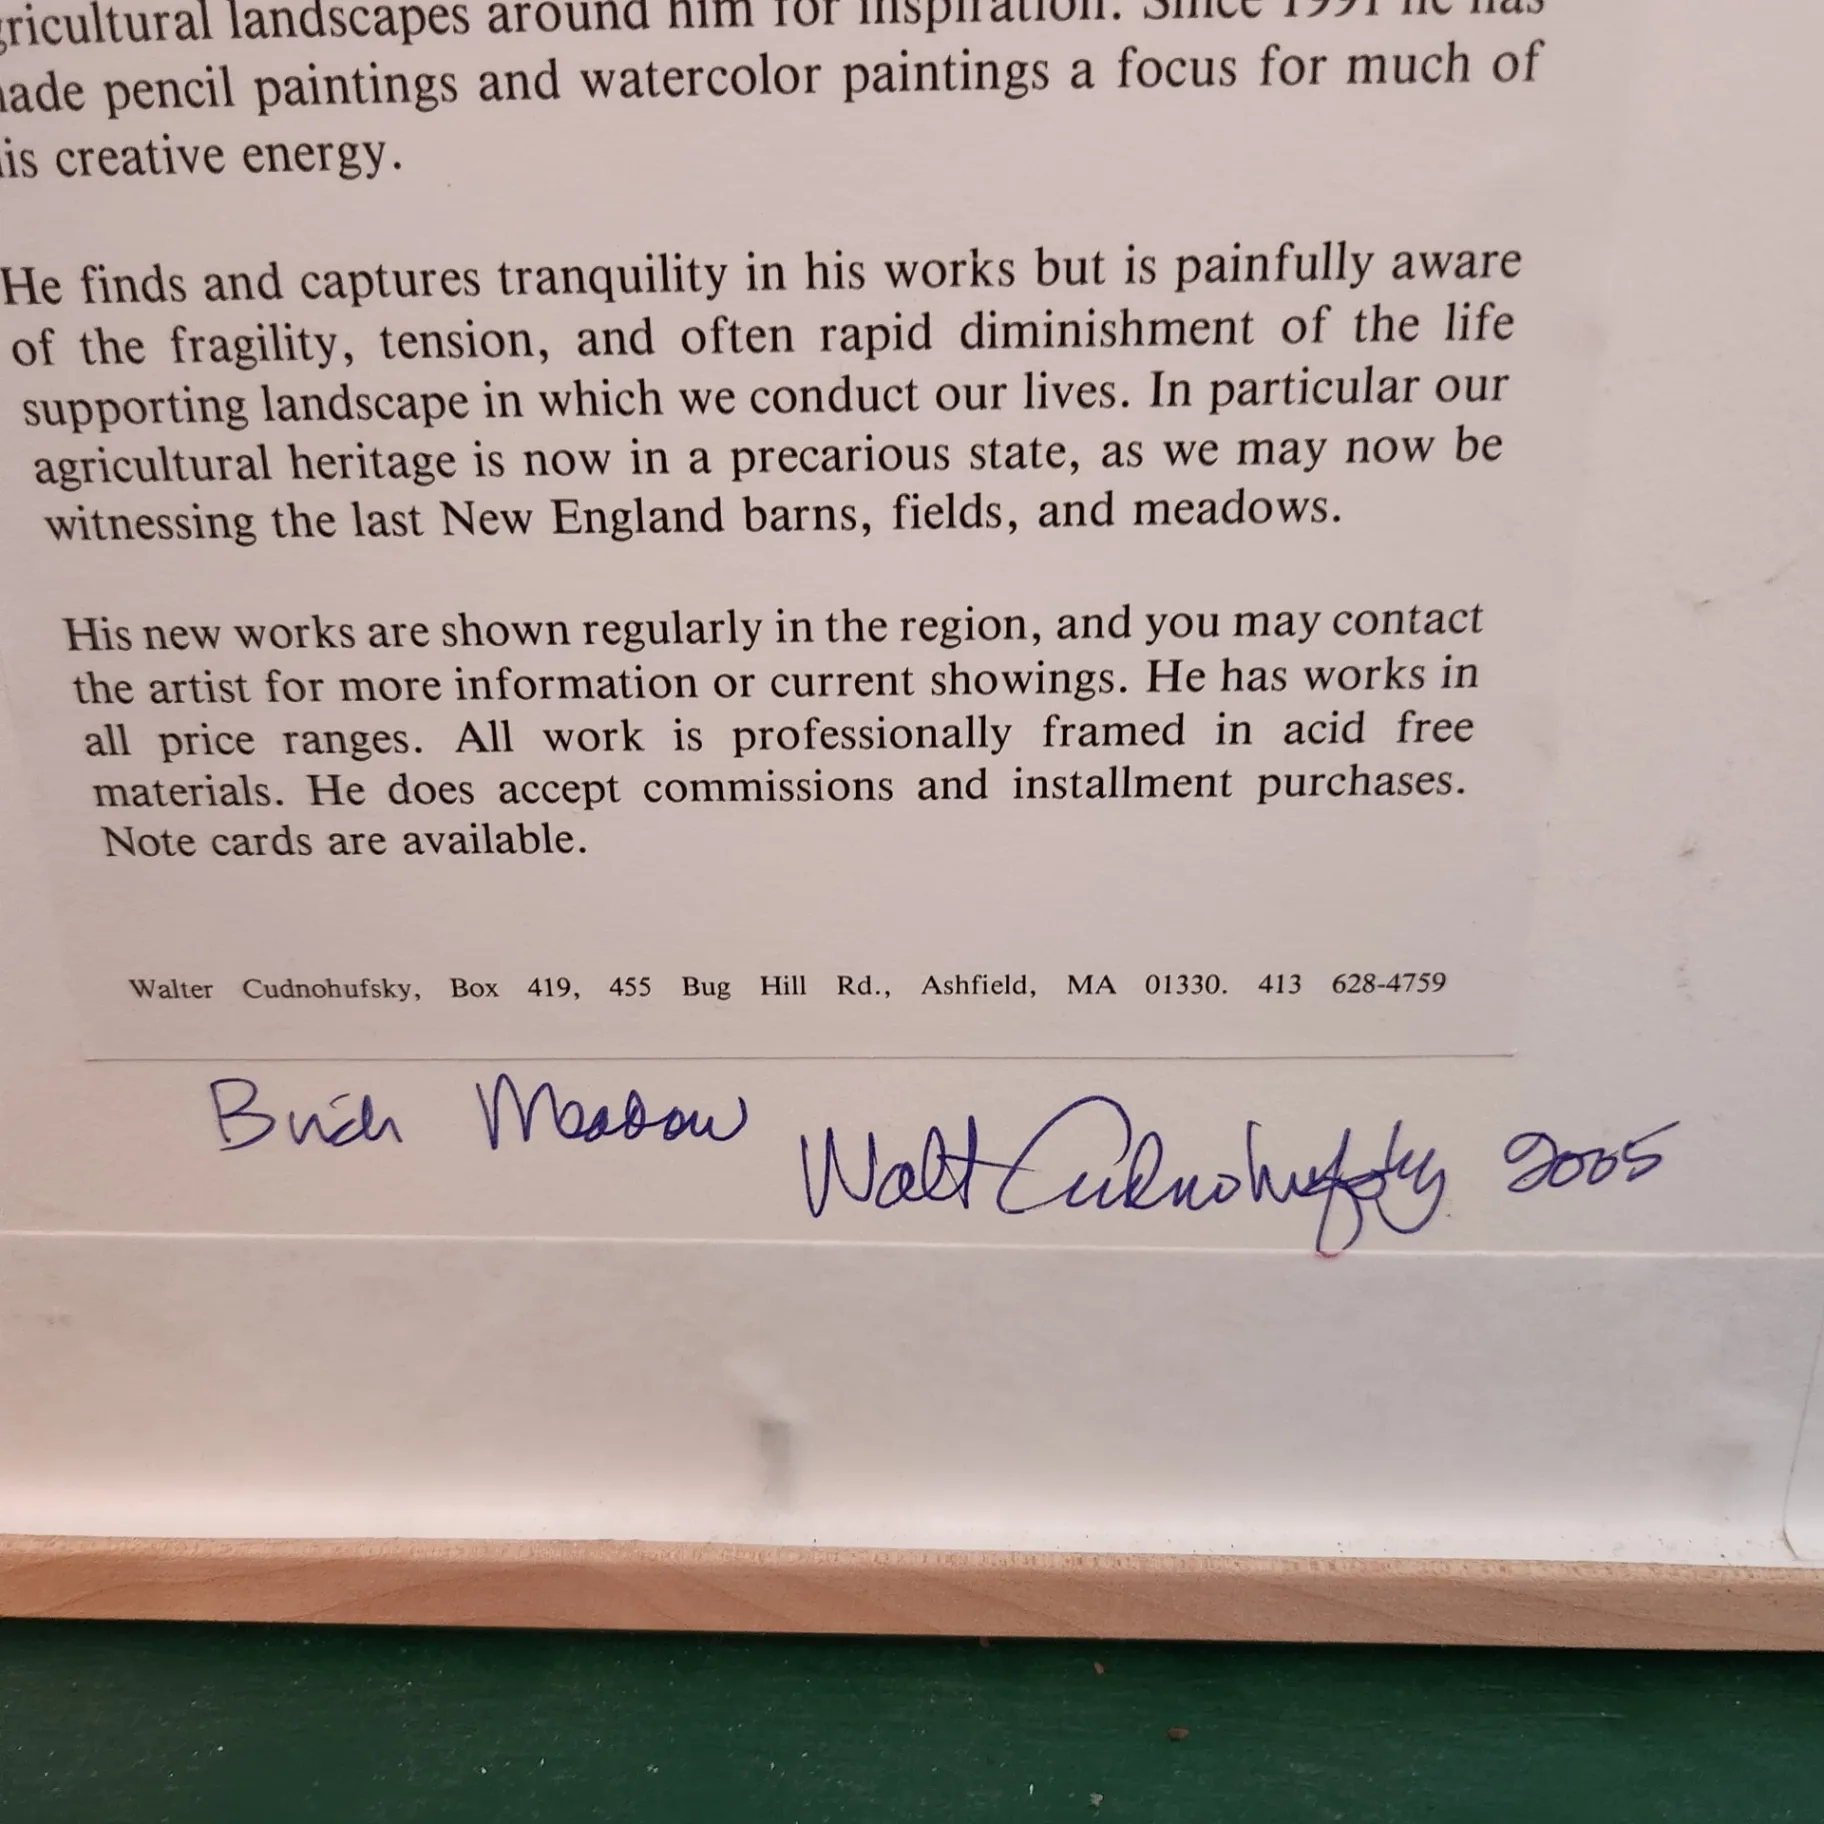 agricultural landscapes around him for inspiration. Since 1991 he has
made pencil paintings and watercolor paintings a focus for much of
his creative energy.
He finds and captures tranquility in his works but is painfully aware
of the fragility, tension, and often rapid diminishment of the life
supporting landscape in which we conduct our lives. In particular our
agricultural heritage is now in a precarious state, as we may now be
witnessing the last New England barns, fields, and meadows.
His new works are shown regularly in the region, and you may contact
the artist for more information or current showings. He has works in
all price ranges. All work is professionally framed in acid free
materials. He does accept commissions and installment purchases.
Note cards are available.
Walter Cudnohufsky, Box 419, 455 Bug Hill Rd., Ashfield, MA 01330. 413 628-4759
Meadow
Walt Cudnohufsky 2005